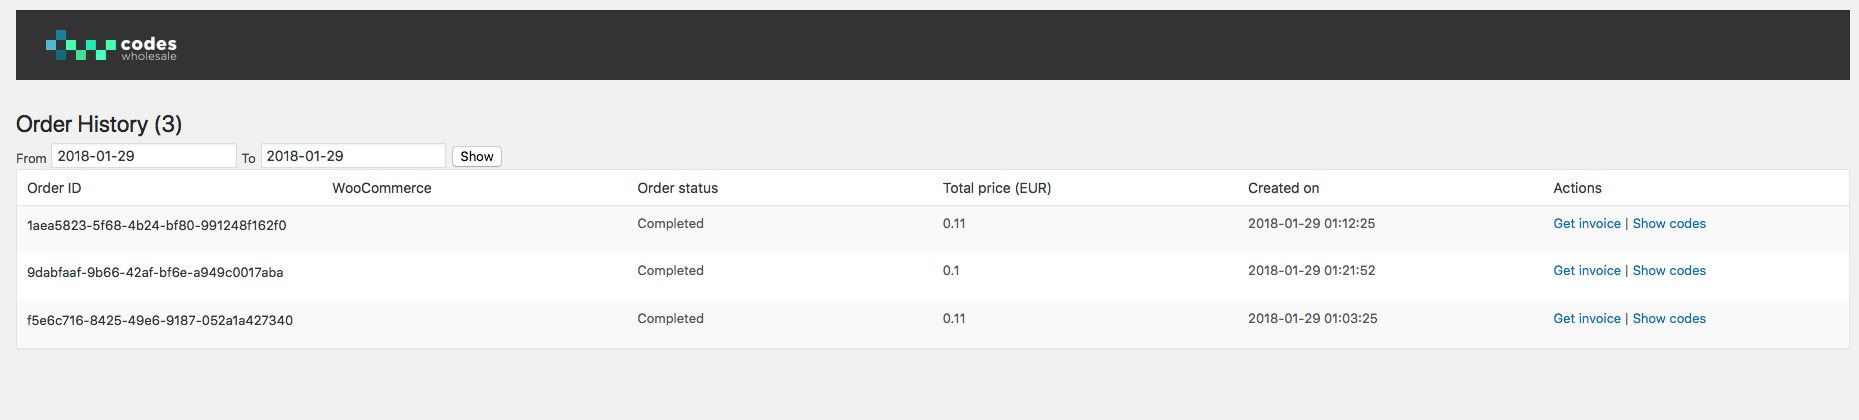 codes
wholesale
Order History (3)
From 2018-01-29 To 2018-01-29 Show
Order ID WooCommerce Order status Total price (EUR) Created on Actions
1aea5823-5f68-4b24-bf80-991248f162f0 Completed 0.11 2018-01-29 01:12:25 Get invoice | Show codes
9dabfaaf-9b66-42af-bf6e-a949c0017aba Completed 0.1 2018-01-29 01:21:52 Get invoice | Show codes
f5e6c716-8425-49e6-9187-052a1a427340 Completed 0.11 2018-01-29 01:03:25 Get invoice | Show codes